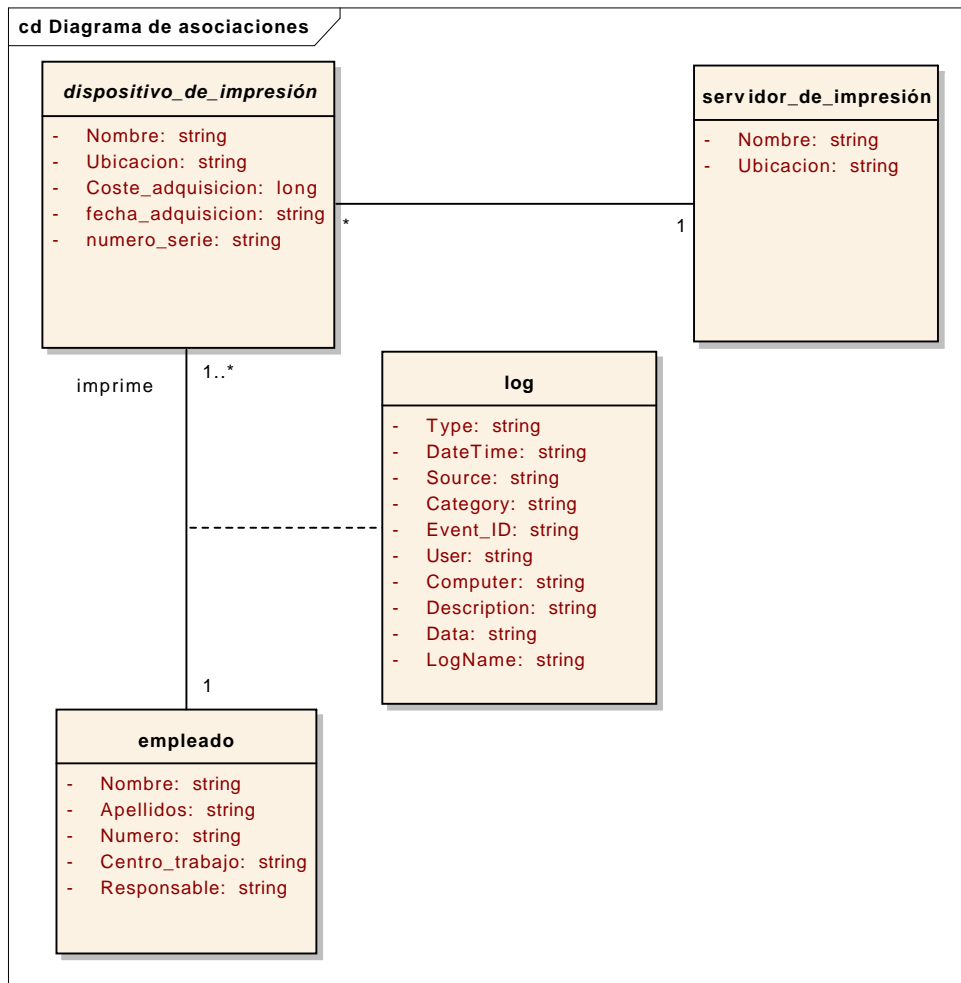 cd Diagrama de asociaciones
dispositivo_de_impresión
- Nombre: string
- Ubicacion: string
- Coste_adquisicion: long
- fecha_adquisicion: string
- numero_serie: string
servidor_de_impresión
- Nombre: string
- Ubicacion: string
*
1
imprime
1..*
log
- Type: string
- DateTime: string
- Source: string
- Category: string
- Event_ID: string
- User: string
- Computer: string
- Description: string
- Data: string
- LogName: string
1
empleado
- Nombre: string
- Apellidos: string
- Numero: string
- Centro_trabajo: string
- Responsable: string